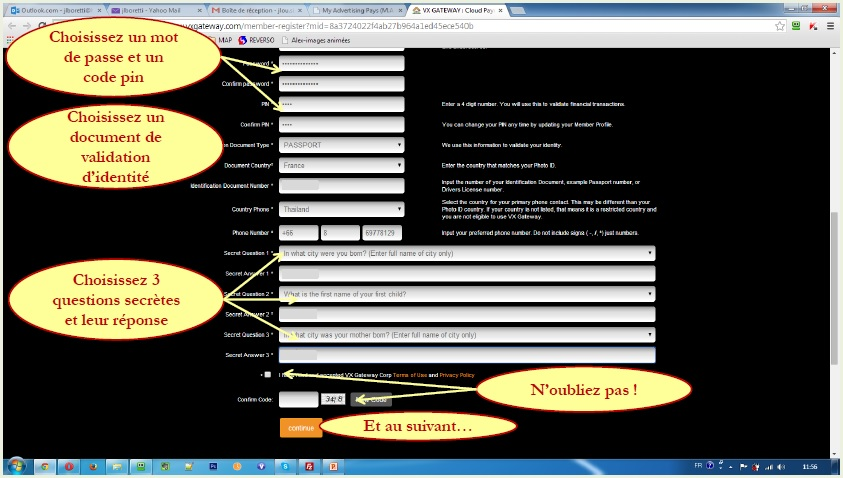 Outlook.com - jlboretti@
jlboretti - Yahoo Mail
Boîte de réception - jlou
My Advertising Pays (MA
VX GATEWAY : Cloud Pay
vxgateway.com/member-register?mid=8a3724022f4ab27b964a1ed45ece540b
MAP
REVERSO
Alex-images animées
Choisissez un mot
de passe et un
code pin
Password *
Confirm password *
PIN *
Enter a 4 digit number. You will use this to validate financial transactions.
Confirm PIN *
You can change your PIN any time by updating your Member Profile.
Choisissez un
document de
validation
d'identité
Document Type *
PASSPORT
We use this information to validate your identity.
Document Country *
France
Enter the country that matches your Photo ID.
Identification Document Number *
Input the number of your Identification Document, example Passport number, or
Drivers License number.
Country Phone *
Thailand
Select the country for your primary phone contact. This may be different than your
Photo ID country. If your country is not listed, that means it is a restricted country and
you are not eligible to use VX Gateway.
Phone Number *
+66
8
69778129
Input your preferred phone number. Do not include signs ( -, /, *) just numbers.
Choisissez 3
questions secrètes
et leur réponse
Secret Question 1 *
In what city were you born? (Enter full name of city only)
Secret Answer 1 *
Secret Question 2 *
What is the first name of your first child?
Secret Answer 2 *
Secret Question 3 *
In what city was your mother born? (Enter full name of city only)
Secret Answer 3 *
accepted VX Gateway Corp Terms of Use and Privacy Policy
N'oubliez pas !
Confirm Code:
continue
Et au suivant…
FR
11:56